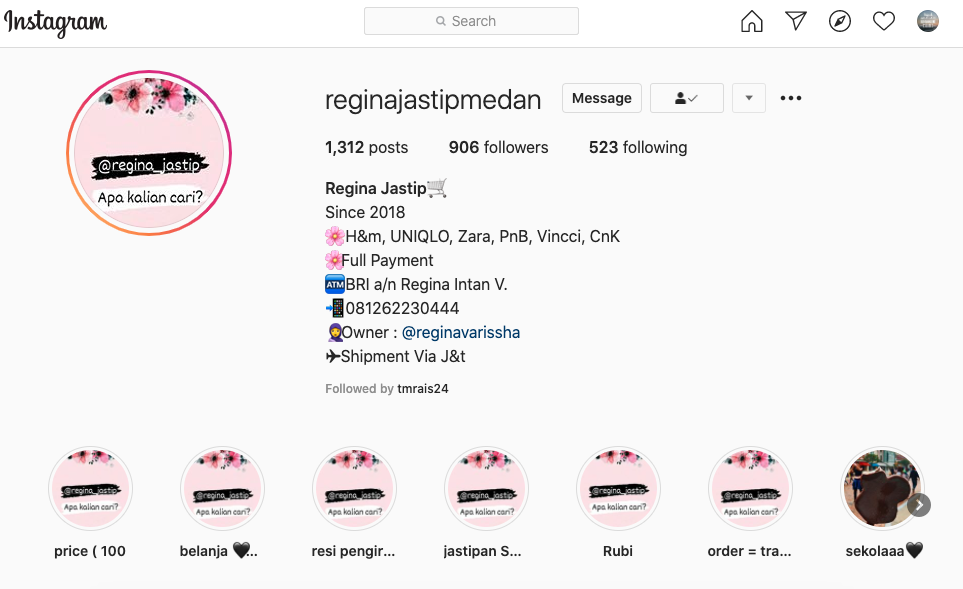 Instagram
Search
@regina_jastip
Apa kalian cari?
reginajastipmedan
Message
1,312 posts 906 followers 523 following
Regina Jastip🛒
Since 2018
🌸H&m, UNIQLO, Zara, PnB, Vincci, CnK
🌸Full Payment
🏧BRI a/n Regina Intan V.
📲081262230444
🧕Owner : @reginavarissha
✈Shipment Via J&t
Followed by tmrais24
@regina_jastip
Apa kalian cari?
@regina_jastip
Apa kalian cari?
@regina_jastip
Apa kalian cari?
@regina_jastip
Apa kalian cari?
@regina_jastip
Apa kalian cari?
@regina_jastip
Apa kalian cari?
price ( 100
belanja 🖤...
resi pengir...
jastipan S...
Rubi
order = tra...
sekolaaa🖤